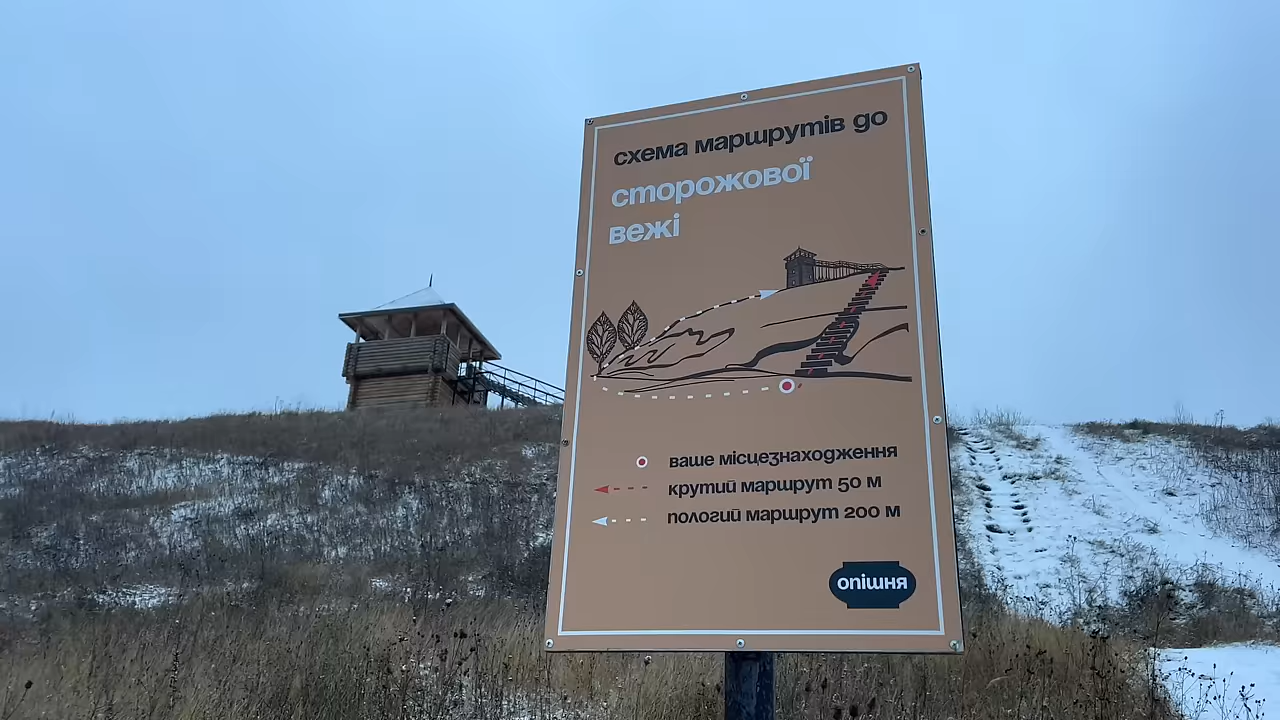 схема маршрутів до
сторожової
вежі
ваше місцезнаходження
крутий маршрут 50 м
пологий маршрут 200 м
опішня